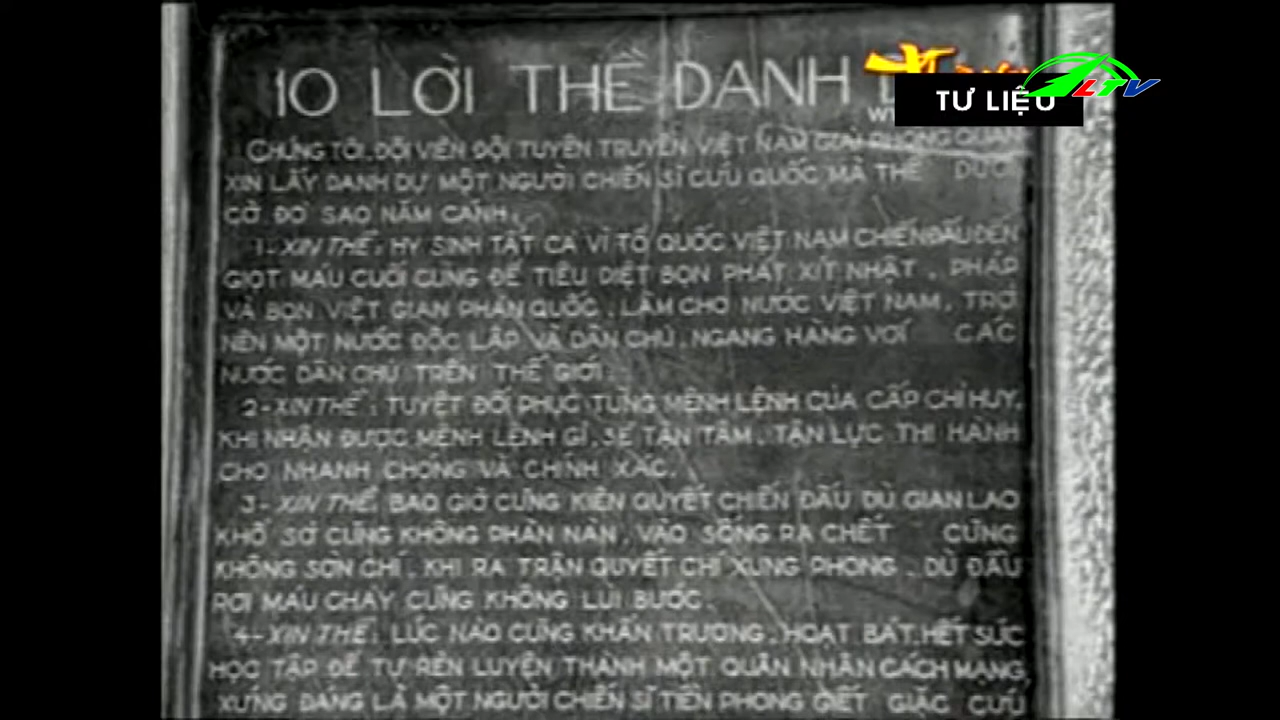 10 LỜI THỀ DANH
TƯ LIỆU
LTV
CHÚNG TÔI, ĐỘI VIÊN ĐỘI TUYÊN TRUYỀN VIỆT NAM GIẢI PHÓNG QUÂN
XIN LẤY DANH DỰ MỘT NGƯỜI CHIẾN SĨ CỨU QUỐC MÀ THỀ DƯỚI
CỜ ĐỎ SAO NĂM CÁNH.
1- XIN THỀ: HY SINH TẤT CẢ VÌ TỔ QUỐC VIỆT NAM CHIẾN ĐẤU ĐẾN
GIỌT MÁU CUỐI CÙNG ĐỂ TIÊU DIỆT BỌN PHÁT XÍT NHẬT, PHÁP
VÀ BỌN VIỆT GIAN PHẢN QUỐC, LÀM CHO NƯỚC VIỆT NAM, TRỞ
NÊN MỘT NƯỚC ĐỘC LẬP VÀ DÂN CHỦ, NGANG HÀNG VỚI CÁC
NƯỚC DÂN CHỦ TRÊN THẾ GIỚI.
2- XIN THỀ: TUYỆT ĐỐI PHỤC TÙNG MỆNH LỆNH CỦA CẤP CHỈ HUY,
KHI NHẬN ĐƯỢC MỆNH LỆNH GÌ, SẼ TẬN TÂM, TẬN LỰC THI HÀNH
CHO NHANH CHÓNG VÀ CHÍNH XÁC.
3- XIN THỀ: BAO GIỜ CŨNG KIÊN QUYẾT CHIẾN ĐẤU DÙ GIAN LAO
KHỔ SỞ CŨNG KHÔNG PHÀN NÀN, VÀO SỐNG RA CHẾT CŨNG
KHÔNG SỜN CHÍ, KHI RA TRẬN QUYẾT CHÍ XUNG PHONG, DÙ ĐẦU
RƠI MÁU CHẢY CŨNG KHÔNG LÙI BƯỚC.
4- XIN THỀ: LÚC NÀO CŨNG KHẨN TRƯƠNG, HOẠT BÁT, HẾT SỨC
HỌC TẬP ĐỂ TỰ RÈN LUYỆN THÀNH MỘT QUÂN NHÂN CÁCH MẠNG,
XỨNG ĐÁNG LÀ MỘT NGƯỜI CHIẾN SĨ TIÊN PHONG GIẾT GIẶC CỨU